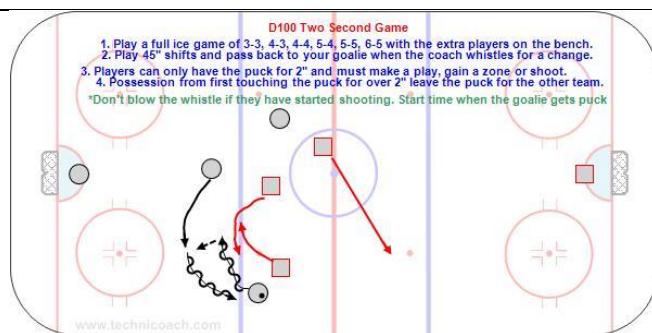 D100 Two Second Game
1. Play a full ice game of 3-3, 4-3, 4-4, 5-4, 5-5, 6-5 with the extra players on the bench.
2. Play 45" shifts and pass back to your goalie when the coach whistles for a change.
3. Players can only have the puck for 2" and must make a play, gain a zone or shoot.
4. Possession from first touching the puck for over 2" leave the puck for the other team.
*Don't blow the whistle if they have started shooting. Start time when the goalie gets puck
www.technicoach.com